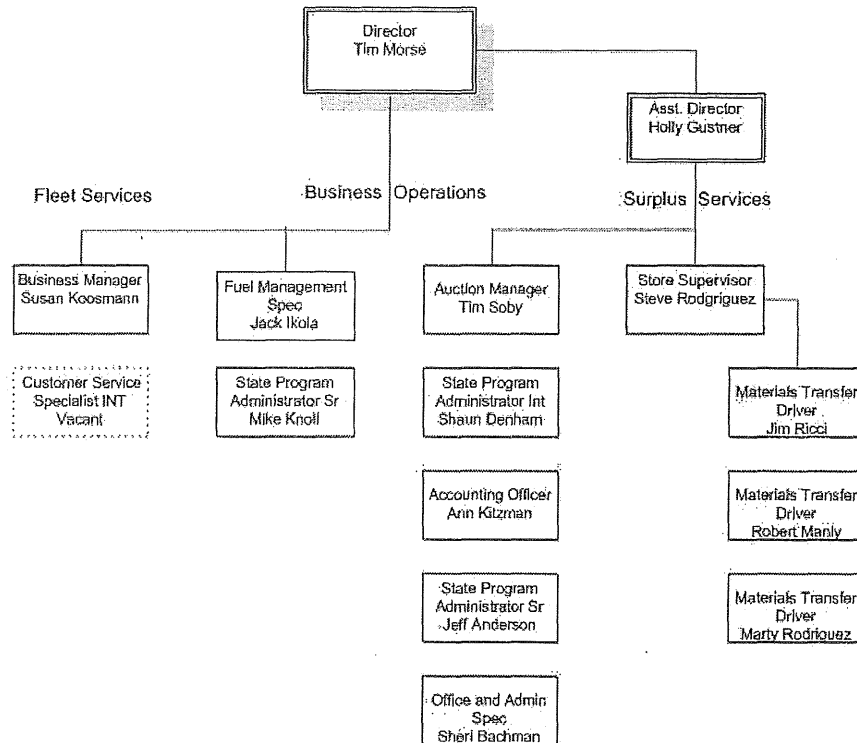 Director
Tim Morse
Asst. Director
Holly Gustner
Fleet Services
Business Operations
Surplus Services
Business Manager
Susan Koosmann
Fuel Management
Spec
Jack Ikola
Auction Manager
Tim Soby
Store Supervisor
Steve Rodgriguez
Customer Service
Specialist INT
Vacant
State Program
Administrator Sr
Mike Knoll
State Program
Administrator Int
Shaun Denham
Materials Transfer
Driver
Jim Ricci
Accounting Officer
Ann Kitzman
Materials Transfer
Driver
Robert Manly
State Program
Administrator Sr
Jeff Anderson
Materials Transfer
Driver
Marty Rodriguez
Office and Admin
Spec
Sheri Bachman